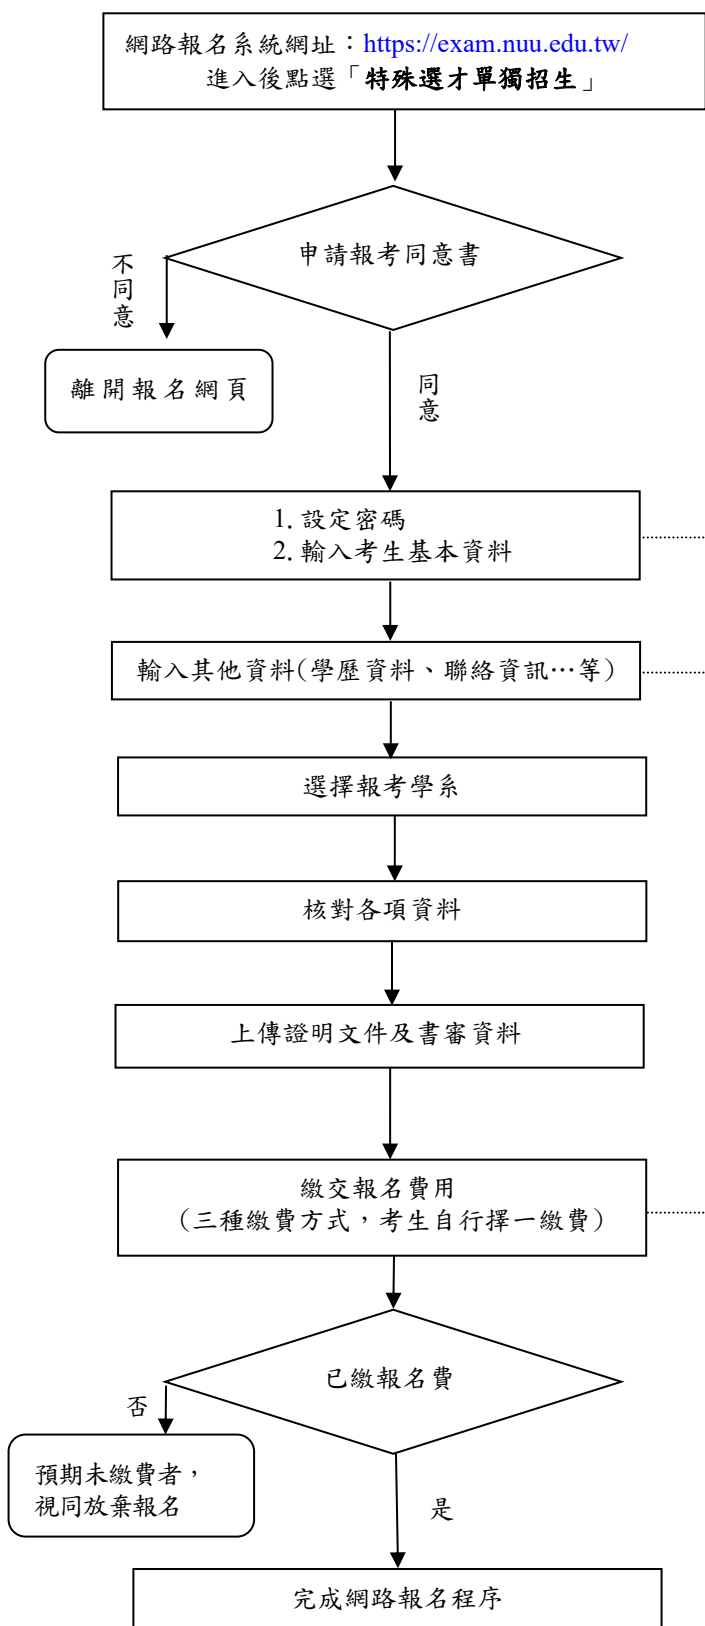 網路報名系統網址：https://exam.nuu.edu.tw/
進入後點選「特殊選才單獨招生」
申請報考同意書
不同意
離開報名網頁
同意
1. 設定密碼
2. 輸入考生基本資料
輸入其他資料(學歷資料、聯絡資訊…等)
選擇報考學系
核對各項資料
上傳證明文件及書審資料
繳交報名費用
（三種繳費方式，考生自行擇一繳費）
已繳報名費
否
預期未繳費者，
視同放棄報名
是
完成網路報名程序